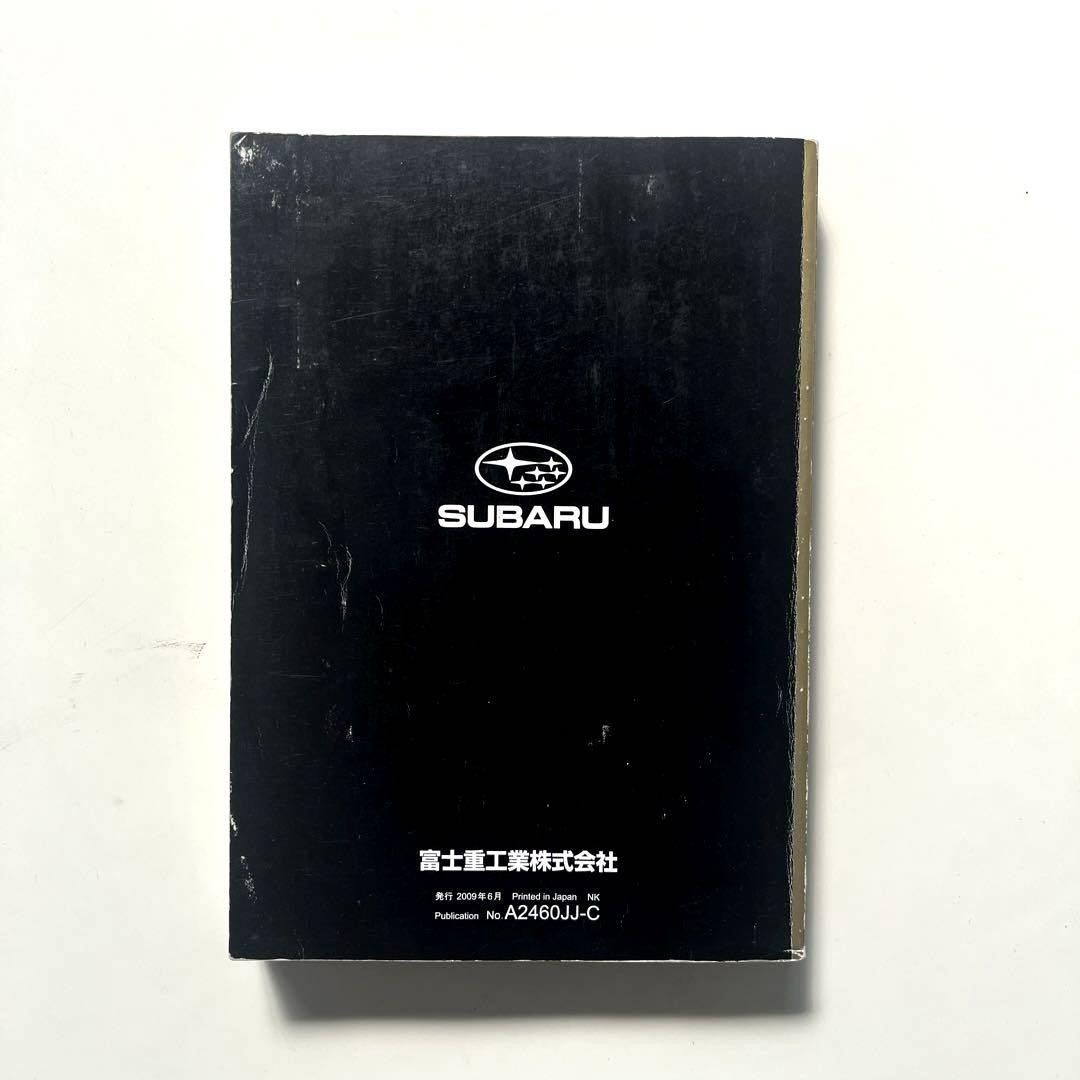 SUBARU
富士重工業株式会社
発行 2009年6月 Printed in Japan NK
Publication No. A2460JJ-C